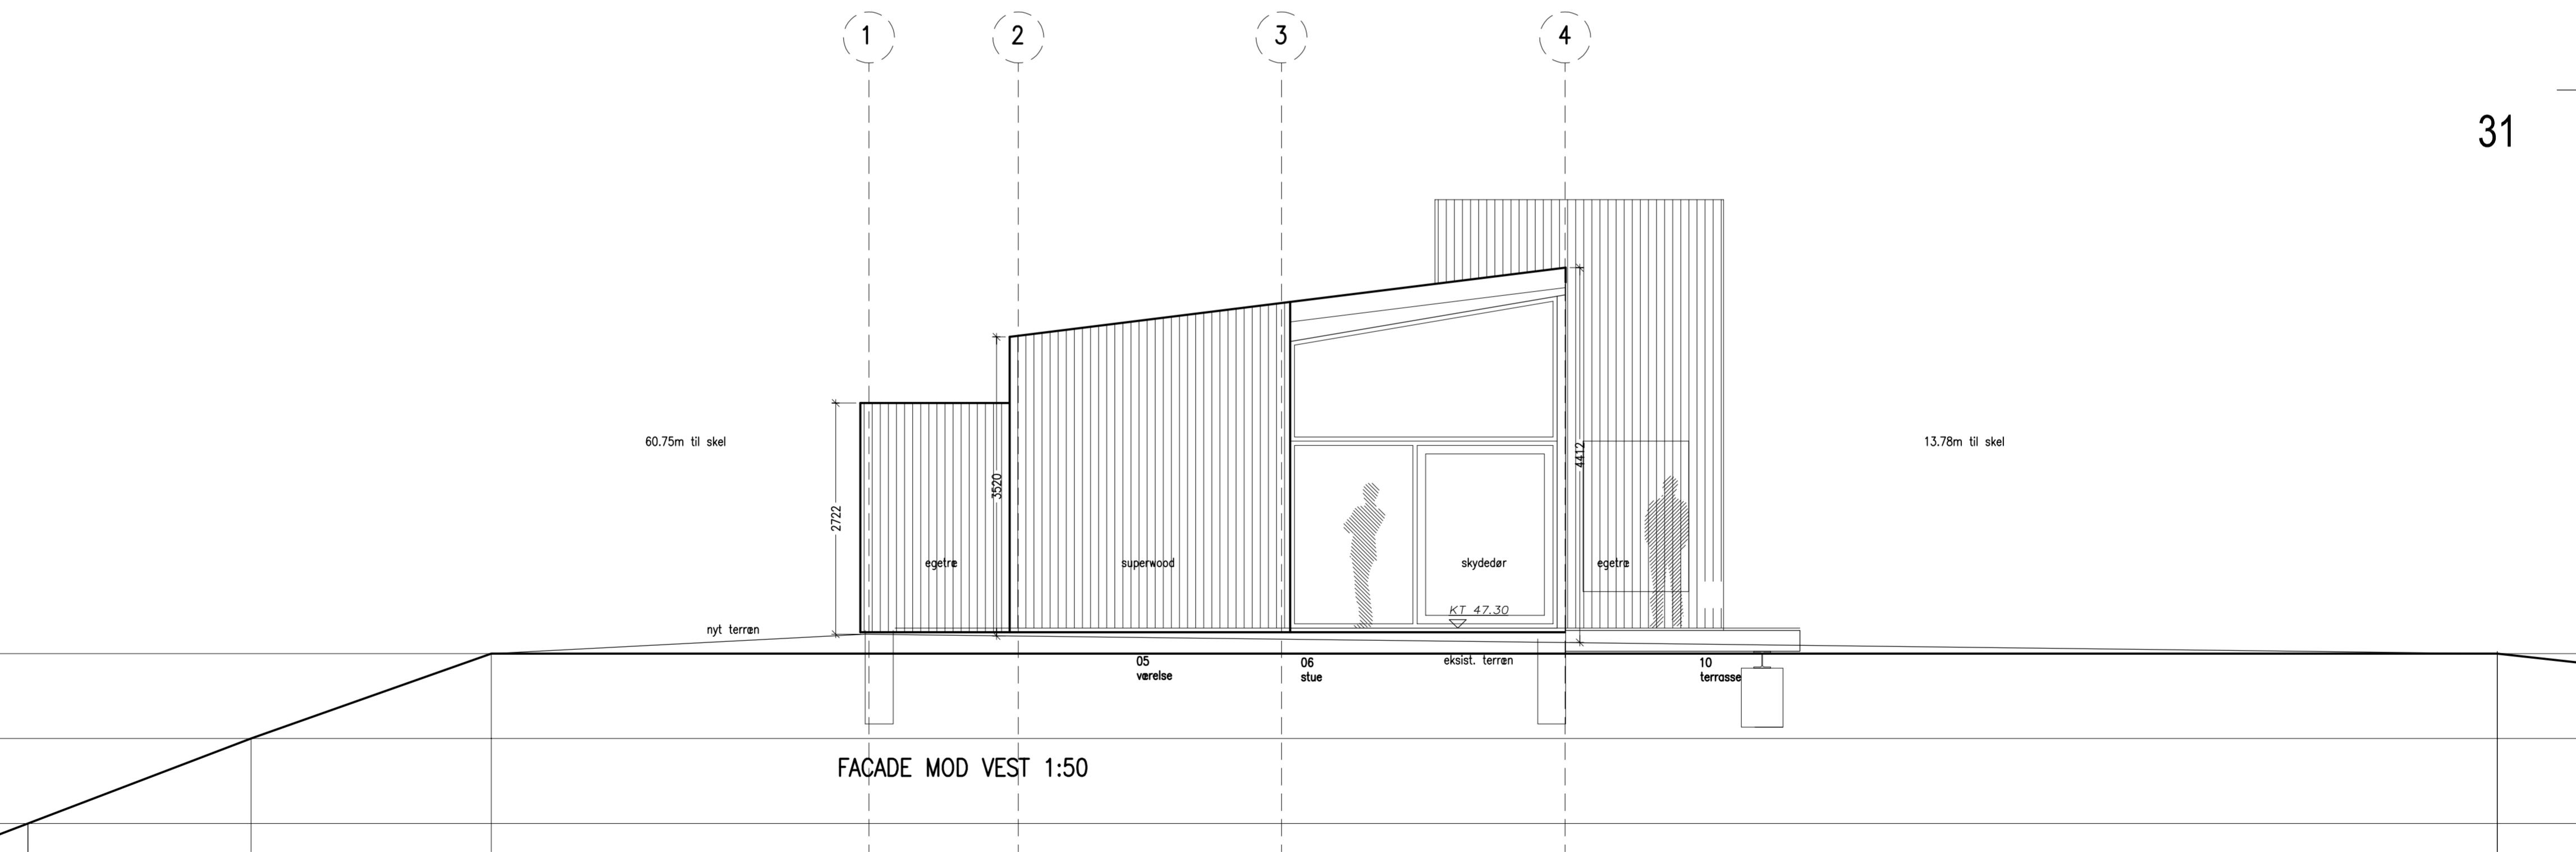 1
2
3
4
31
60.75m til skel
13.78m til skel
2722
3520
4412
egetræ
superwood
skydedør
egetræ
KT 47.30
nyt terræn
05
værelse
06
stue
eksist. terræn
10
terrasse
FACADE MOD VEST 1:50